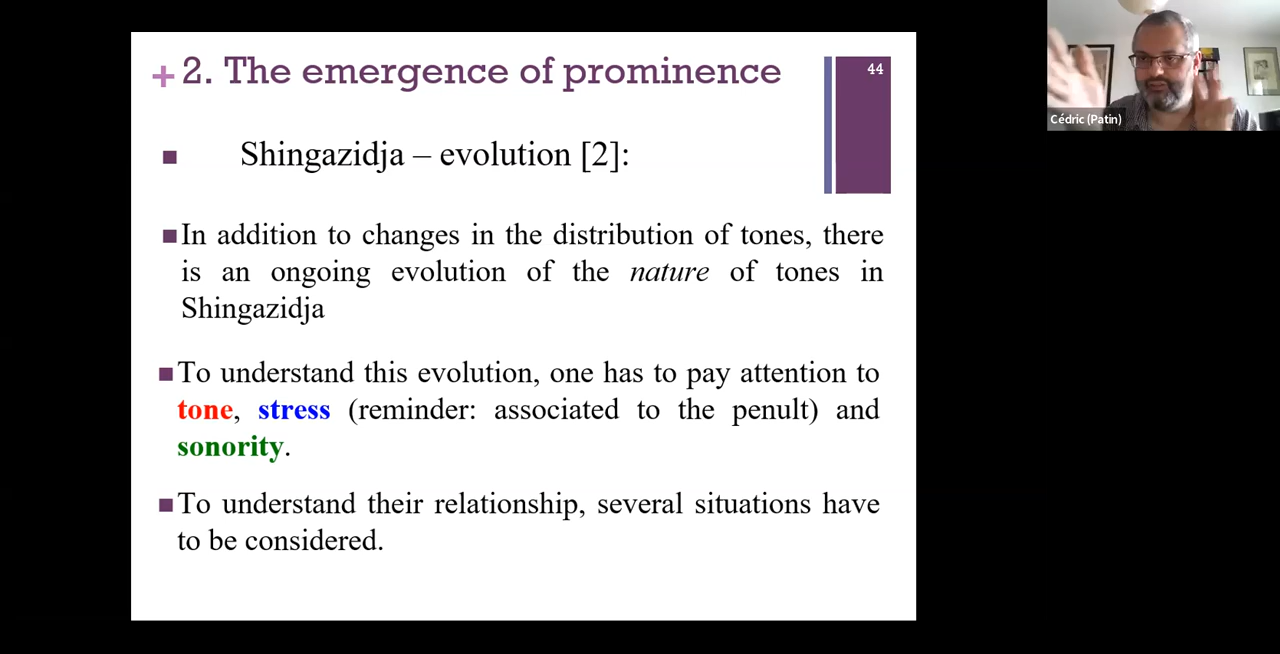 + 2. The emergence of prominence
44
■ Shingazidja – evolution [2]:
■ In addition to changes in the distribution of tones, there
is an ongoing evolution of the nature of tones in
Shingazidja
■ To understand this evolution, one has to pay attention to
tone, stress (reminder: associated to the penult) and
sonority.
■ To understand their relationship, several situations have
to be considered.
Cédric (Patin)